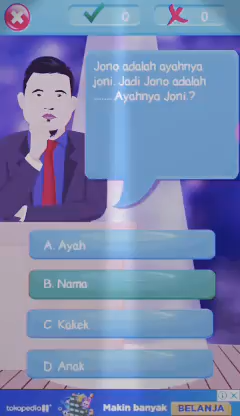 0 0
Jono adalah ayahnya
joni. Jadi Jono adalah
.......Ayahnya Joni.?
A. Ayah
B. Nama
C Kakek
D Anak
tokopedia Makin banyak BELANJA